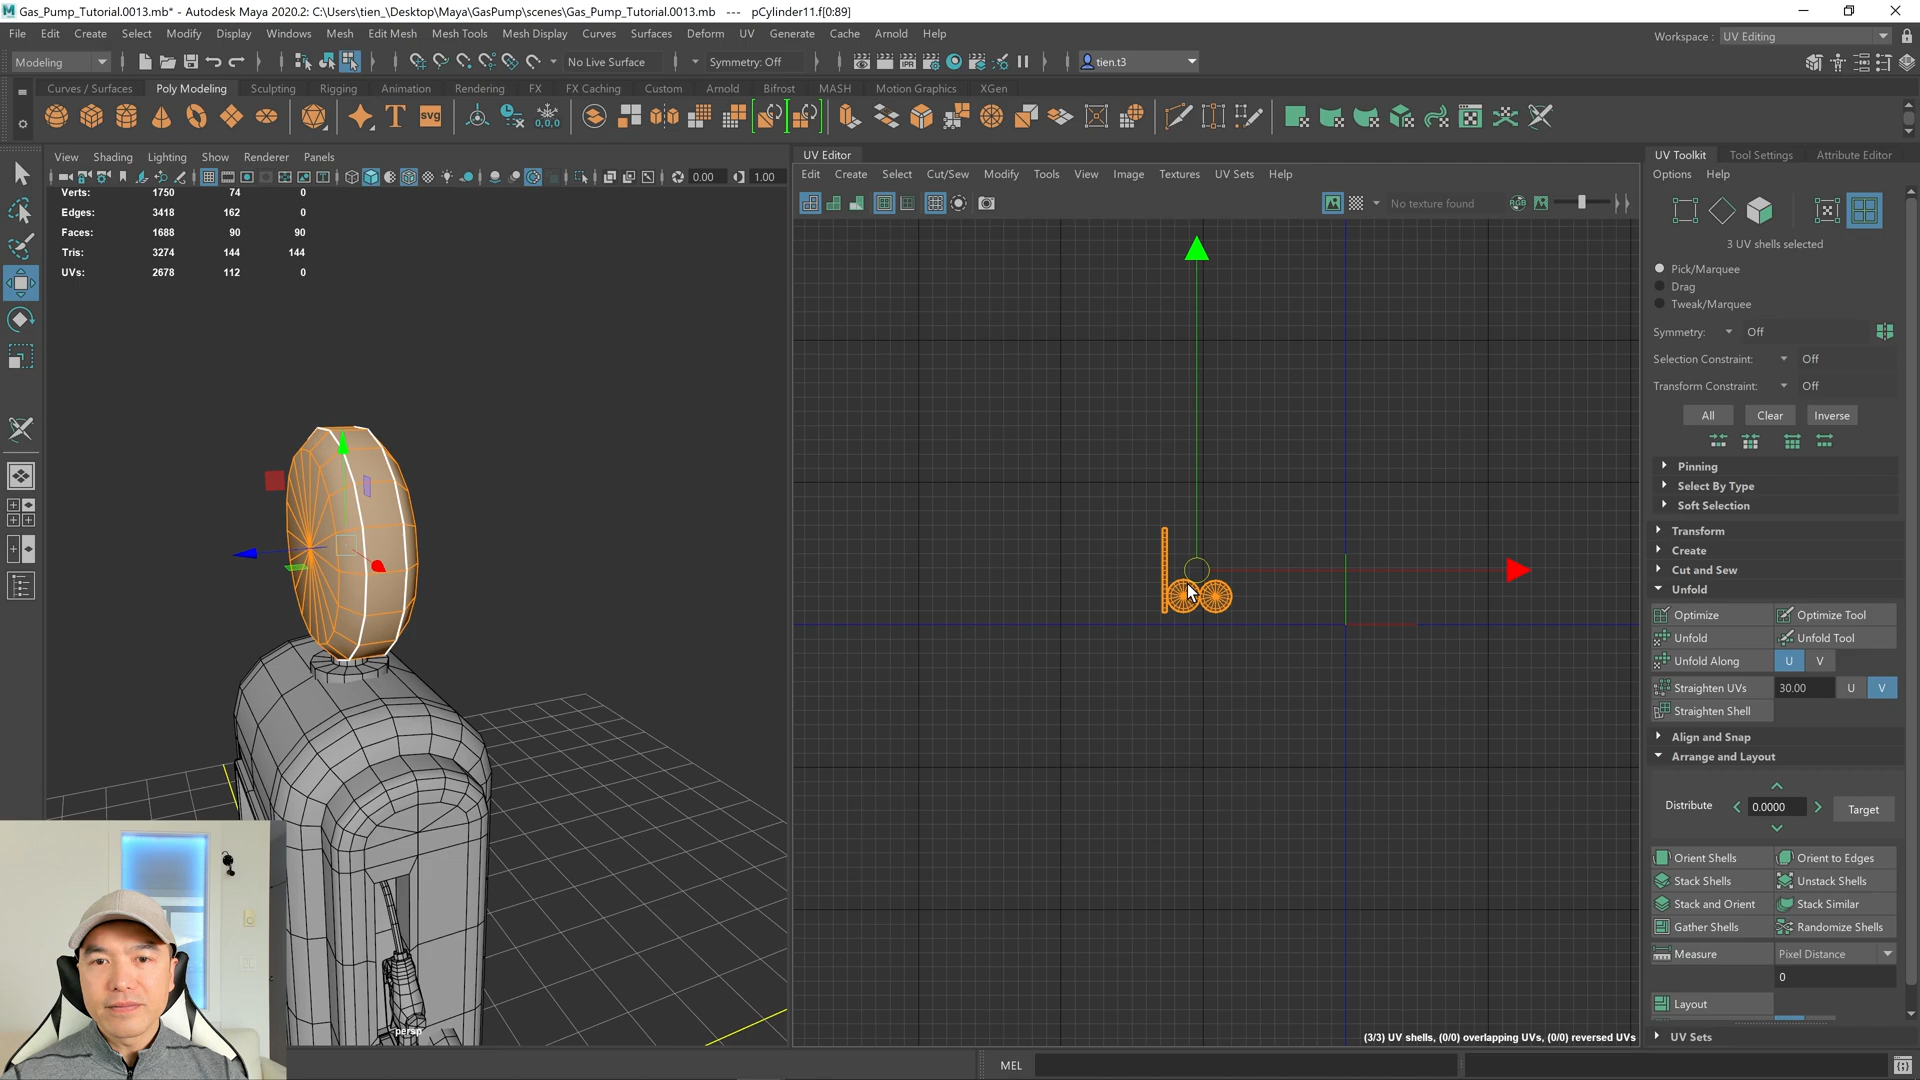 Gas_Pump_Tutorial.0013.mb* - Autodesk Maya 2020.2: C:\Users\tien_\Desktop\Maya\GasPump\scenes\Gas_Pump_Tutorial.0013.mb --- pCylinder11.f[0:89]
File Edit Create Select Modify Display Windows Mesh Edit Mesh Mesh Tools Mesh Display Curves Surfaces Deform UV Generate Cache Arnold Help
Workspace : UV Editing
Modeling
No Live Surface
Symmetry: Off
IPR
tien.t3
Curves / Surfaces Poly Modeling Sculpting Rigging Animation Rendering FX FX Caching Custom Arnold Bifrost MASH Motion Graphics XGen
T svg 0,0,0
View Shading Lighting Show Renderer Panels
0.00 1.00
Verts: 1750 74 0
Edges: 3418 162 0
Faces: 1688 90 90
Tris: 3274 144 144
UVs: 2678 112 0
persp
UV Editor
Edit Create Select Cut/Sew Modify Tools View Image Textures UV Sets Help
No texture found
RGB
(3/3) UV shells, (0/0) overlapping UVs, (0/0) reversed UVs
UV Toolkit Tool Settings Attribute Editor
Options Help
3 UV shells selected
Pick/Marquee
Drag
Tweak/Marquee
Symmetry: Off
Selection Constraint: Off
Transform Constraint: Off
All Clear Inverse
Pinning
Select By Type
Soft Selection
Transform
Create
Cut and Sew
Unfold
Optimize Optimize Tool
Unfold Unfold Tool
Unfold Along U V
Straighten UVs 30.00 U V
Straighten Shell
Align and Snap
Arrange and Layout
Distribute 0.0000 Target
Orient Shells Orient to Edges
Stack Shells Unstack Shells
Stack and Orient Stack Similar
Gather Shells Randomize Shells
Measure Pixel Distance
0
Layout
UV Sets
MEL